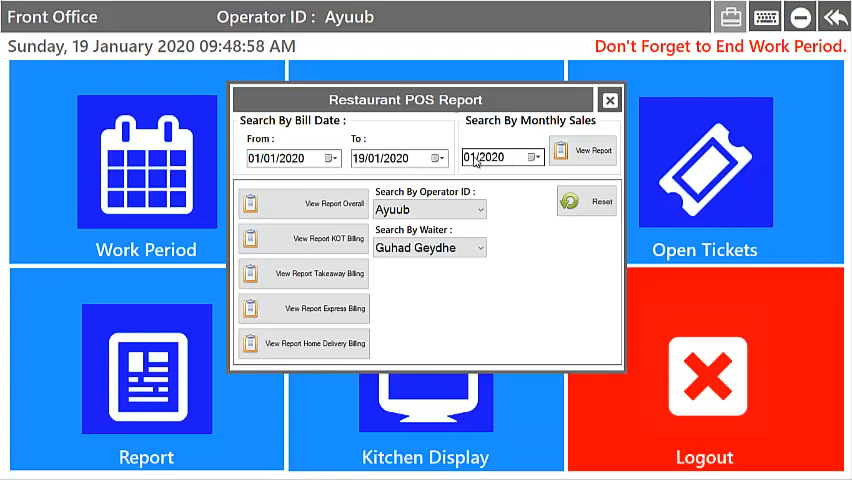 Front Office
Operator ID :  Ayuub
Sunday, 19 January 2020 09:48:58 AM
Don't Forget to End Work Period.
Restaurant POS Report
Search By Bill Date :
Search By Monthly Sales
From :
To :
01/01/2020
19/01/2020
01/2020
View Report
View Report Overall
Search By Operator ID :
Ayuub
Reset
View Report KOT Billing
Search By Waiter :
Guhad Geydhe
View Report Takeaway Billing
View Report Express Billing
View Report Home Delivery Billing
Work Period
Open Tickets
Report
Kitchen Display
Logout